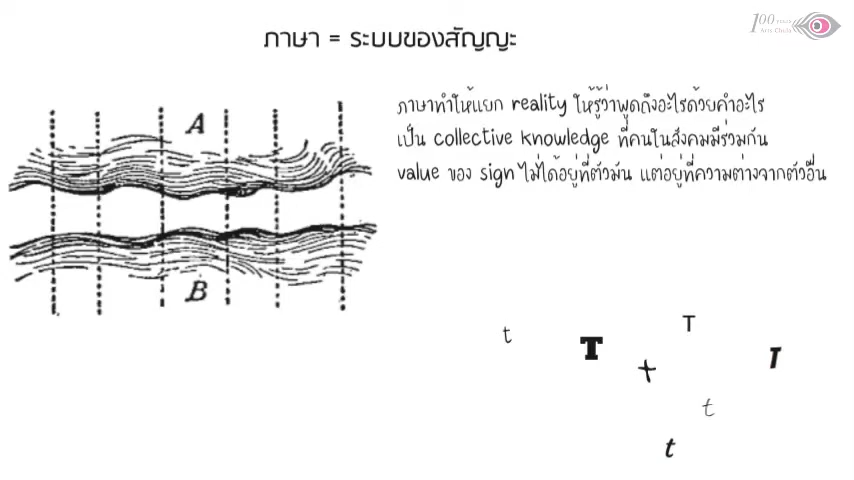 100 YEARS
Arts Chula
ภาษา = ระบบของสัญญะ
ภาษาทำให้แยก reality ให้รู้ว่าพูดถึงอะไรด้วยคำอะไร
เป็น collective knowledge ที่คนในสังคมมีร่วมกัน
value ของ sign ไม่ได้อยู่ที่ตัวมัน แต่อยู่ที่ความต่างจากตัวอื่น
A
B
T
t
T
T
t
t
t